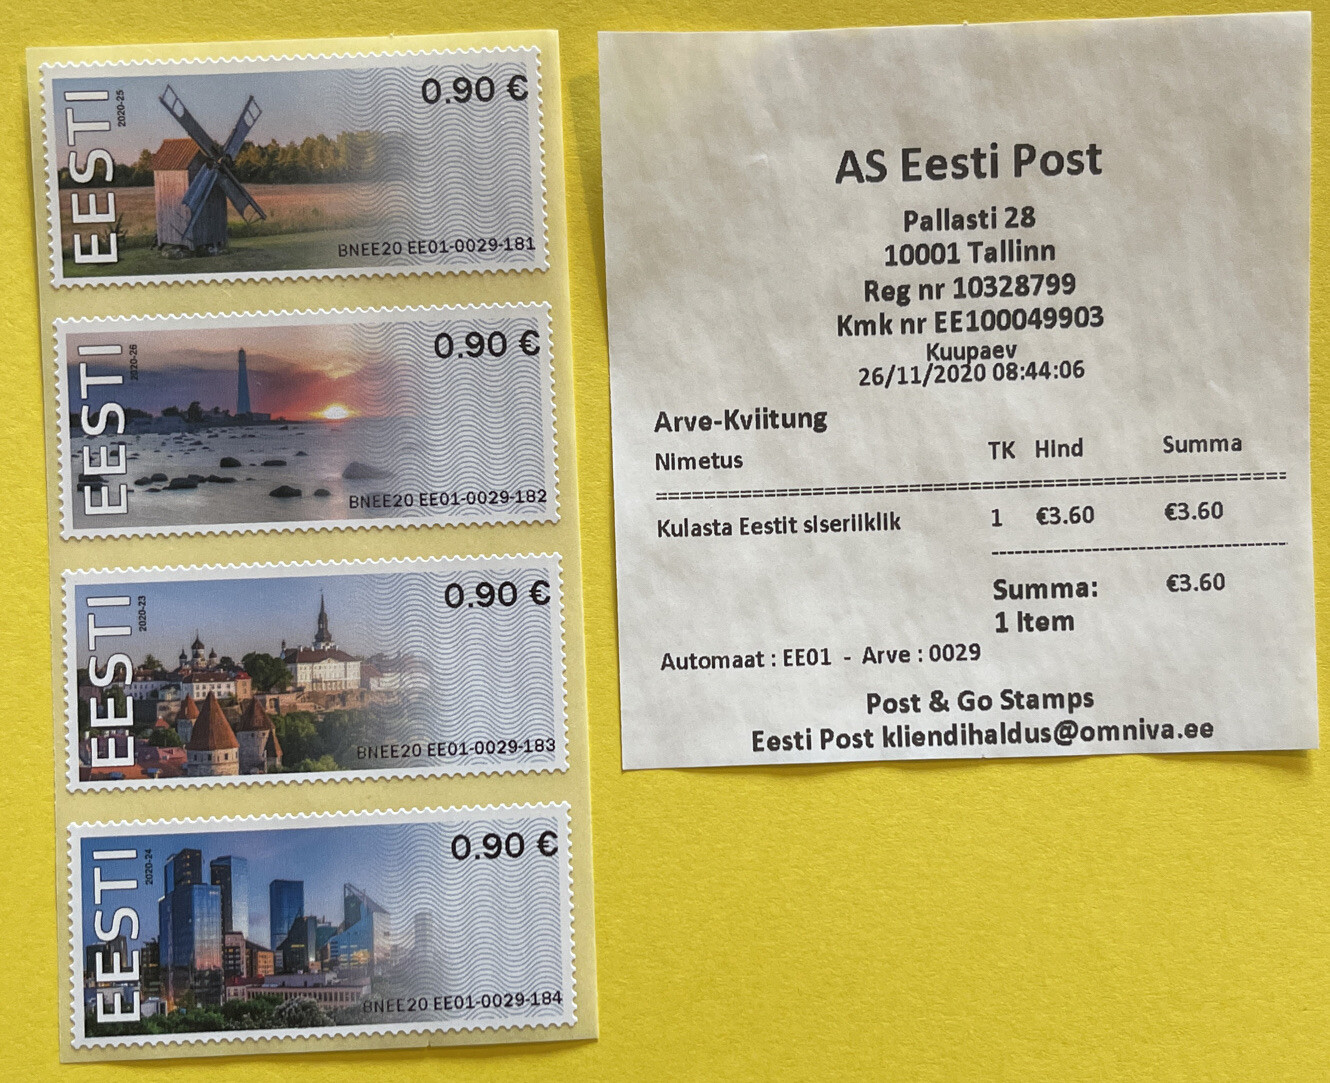 EESTI
2020-25
0.90 €
BNEE20 EE01-0029-181
EESTI
2020-26
0.90 €
BNEE20 EE01-0029-182
EESTI
2020-23
0.90 €
BNEE20 EE01-0029-183
EESTI
2020-24
0.90 €
BNEE20 EE01-0029-184
AS Eesti Post
Pallasti 28
10001 Tallinn
Reg nr 10328799
Kmk nr EE100049903
Kuupaev
26/11/2020 08:44:06
Arve-Kviitung
Nimetus TK Hind Summa
Kulasta Eestit siseriiklik 1 €3.60 €3.60
Summa: €3.60
1 Item
Automaat : EE01 - Arve : 0029
Post & Go Stamps
Eesti Post kliendihaldus@omniva.ee